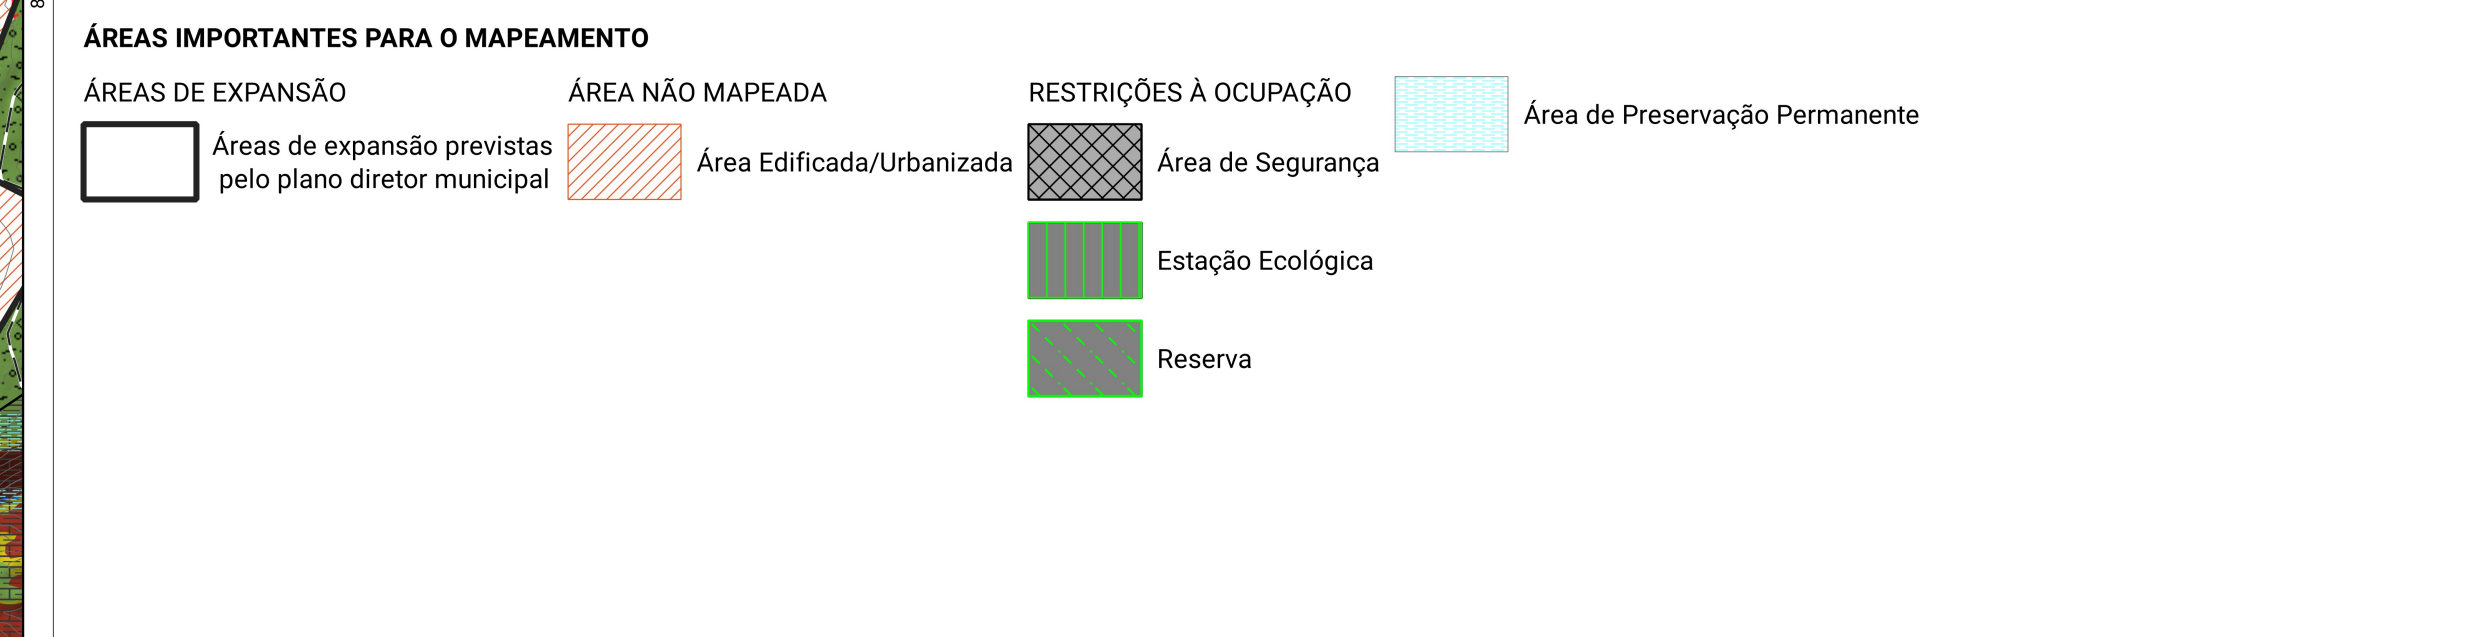 8
ÁREAS IMPORTANTES PARA O MAPEAMENTO
ÁREAS DE EXPANSÃO
Áreas de expansão previstas
pelo plano diretor municipal
ÁREA NÃO MAPEADA
Área Edificada/Urbanizada
RESTRIÇÕES À OCUPAÇÃO
Área de Segurança
Estação Ecológica
Reserva
Área de Preservação Permanente